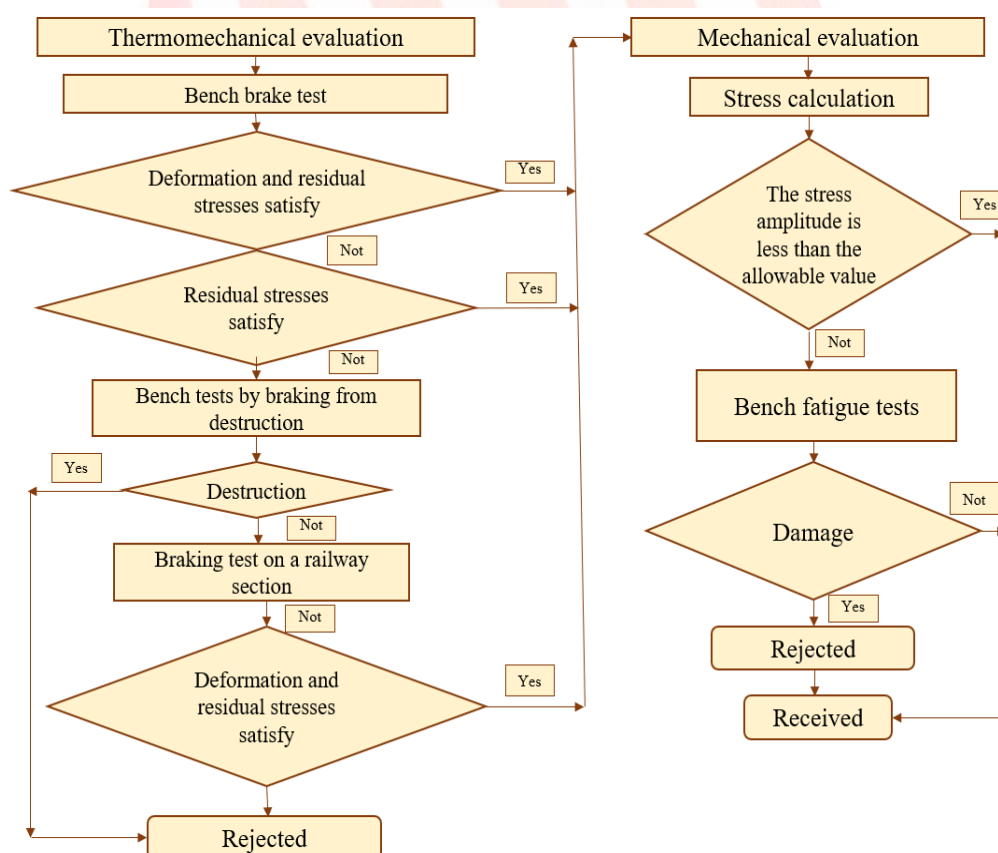 Thermomechanical evaluation
Bench brake test
Deformation and residual
stresses satisfy
Yes
Not
Residual stresses
satisfy
Yes
Not
Bench tests by braking from
destruction
Yes
Destruction
Not
Braking test on a railway
section
Not
Deformation and
residual stresses
satisfy
Yes
Rejected
Mechanical evaluation
Stress calculation
The stress
amplitude is
less than the
allowable value
Yes
Not
Bench fatigue tests
Not
Damage
Yes
Rejected
Received